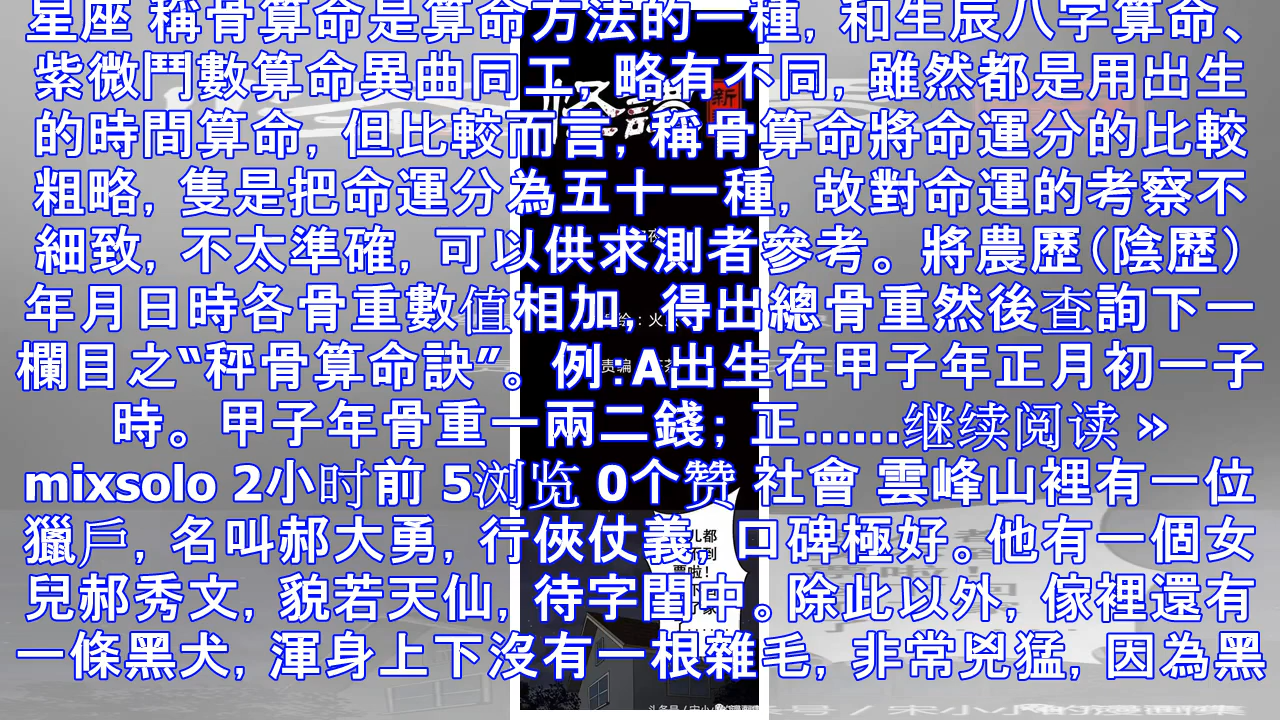 星座 稱骨算命是算命方法的一種, 和生辰八字算命、
紫微鬥數算命異曲同工, 略有不同, 雖然都是用出生
的時間算命, 但比較而言, 稱骨算命將命運分的比較
粗略, 隻是把命運分為五十一種, 故對命運的考察不
細致, 不太準確, 可以供求測者參考。將農歷(陰歷)
年月日時各骨重數值相加, 得出總骨重然後查詢下一
欄目之“秤骨算命訣”。例:A出生在甲子年正月初一子
時。甲子年骨重一兩二錢; 正......继续阅读 »
mixsolo 2小时前 5浏览 0个赞 社會 雲峰山裡有一位
獵戶, 名叫郝大勇, 行俠仗義, 口碑極好。他有一個女
兒郝秀文, 貌若天仙, 待字閨中。除此以外, 傢裡還有
一條黑犬, 渾身上下沒有一根雜毛, 非常兇猛, 因為黑
新